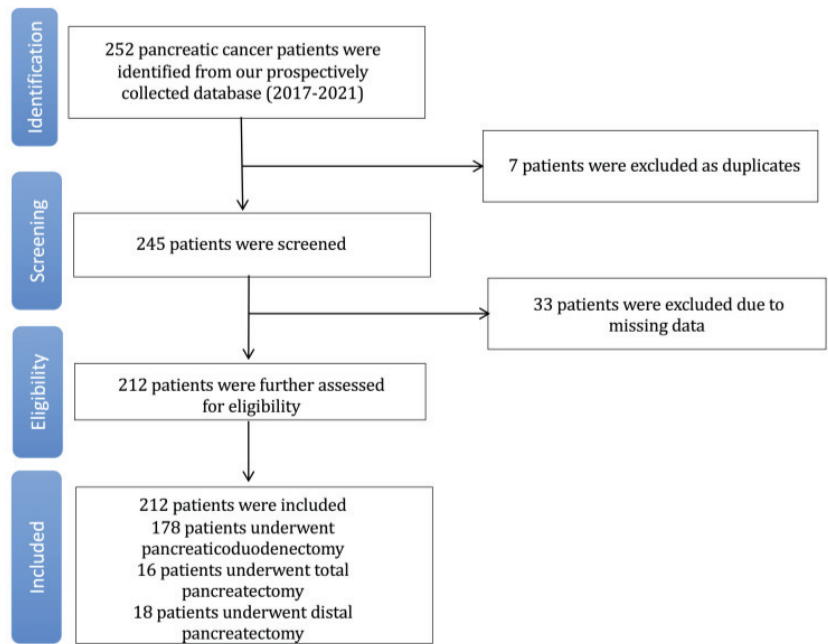 Identification
252 pancreatic cancer patients were
identified from our prospectively
collected database (2017-2021)
7 patients were excluded as duplicates
Screening
245 patients were screened
33 patients were excluded due to
missing data
Eligibility
212 patients were further assessed
for eligibility
Included
212 patients were included
178 patients underwent
pancreaticoduodenectomy
16 patients underwent total
pancreatectomy
18 patients underwent distal
pancreatectomy